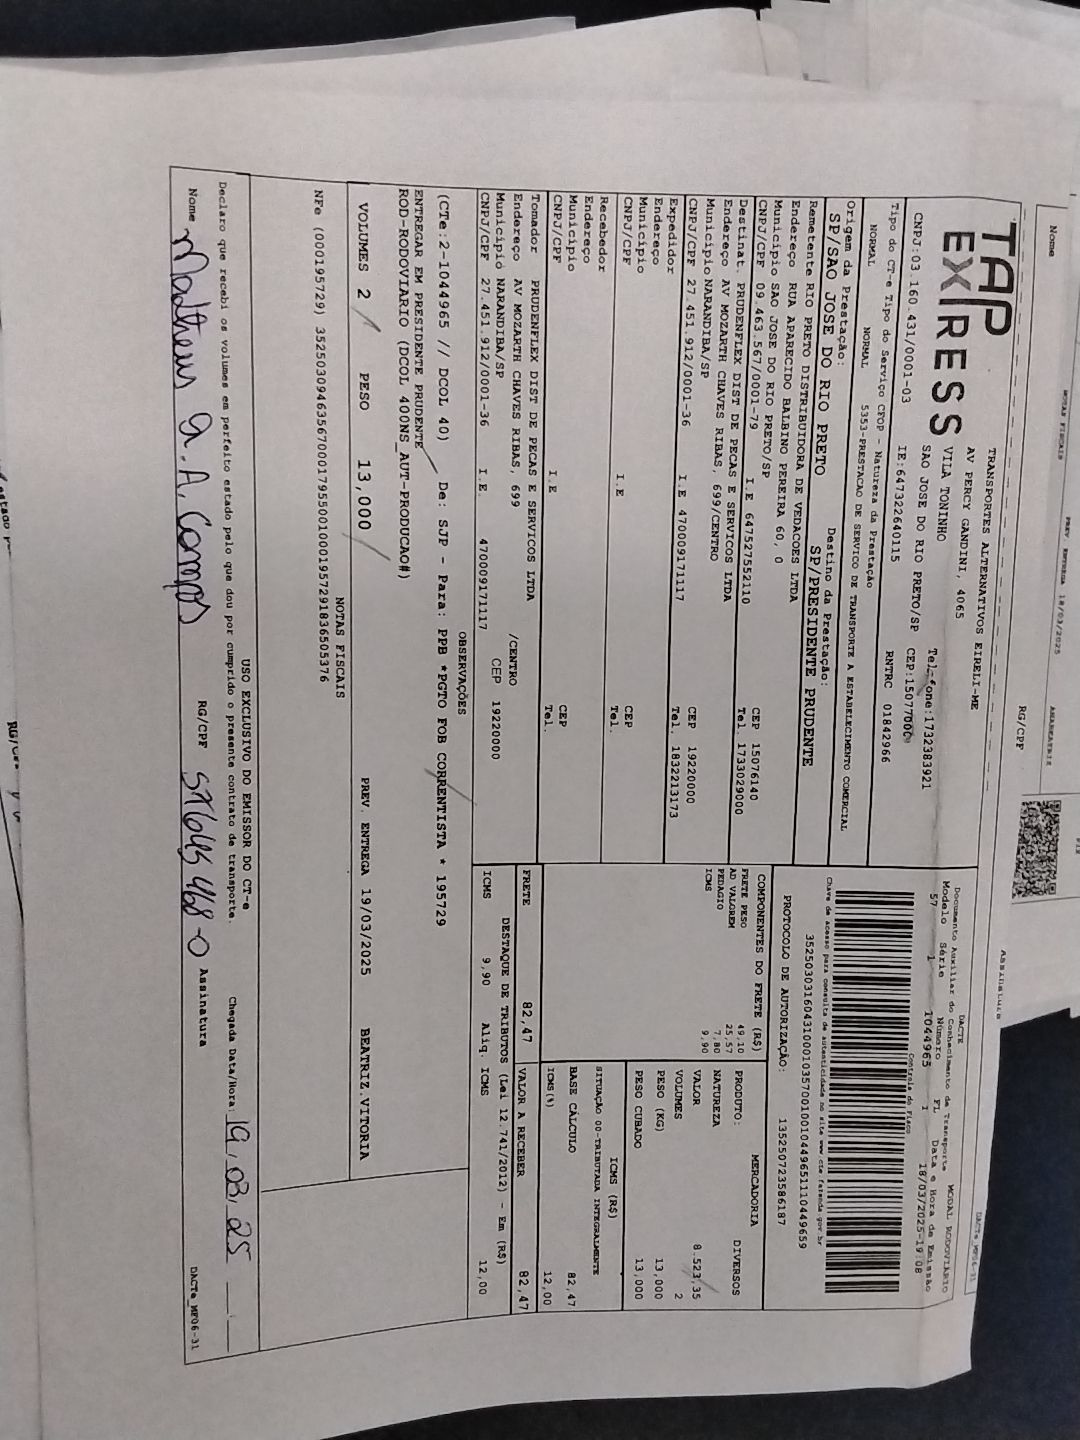 Nome
NOTAS FISCAIS
PREV. ENTREGA 18/03/2025
RG/CPF
ASSINATURA
DACTe_MF06-31
TAP
EXPRESS
TRANSPORTES ALTERNATIVOS EIRELI-ME
AV PERCY GANDINI, 4065
VILA TONINHO
SAO JOSE DO RIO PRETO/SP
Telefone:1732383921
CEP:15077000
CNPJ:03.160.431/0001-03
IE:647322640115
RNTRC 01842966
DACTE
Documento Auxiliar do Conhecimento de Transporte MODAL RODOVIÁRIO
Modelo Série Número FL Data e Hora de Emissão
57 1 1044965 1 18/03/2025-19:08
Controle do Fisco
Chave de acesso para consulta de autenticidade no site www.cte.fazenda.gov.br
35250303160431000103570010010449651110449659
PROTOCOLO DE AUTORIZAÇÃO: 135250723586187
Tipo do CT-e Tipo do Serviço CFOP - Natureza da Prestação
NORMAL NORMAL 5353-PRESTACAO DE SERVICO DE TRANSPORTE A ESTABELECIMENTO COMERCIAL
Origem da Prestação: Destino da Prestação:
SP/SAO JOSE DO RIO PRETO SP/PRESIDENTE PRUDENTE
Remetente RIO PRETO DISTRIBUIDORA DE VEDACOES LTDA
Endereço RUA APARECIDO BALBINO PEREIRA 60, 0
Município SAO JOSE DO RIO PRETO/SP CEP 15076140
CNPJ/CPF 09.463.567/0001-79 I.E 647527552110 Tel. 1733029000
Destinat. PRUDENFLEX DIST DE PECAS E SERVICOS LTDA
Endereço AV MOZARTH CHAVES RIBAS, 699/CENTRO
Município NARANDIBA/SP CEP 19220000
CNPJ/CPF 27.451.912/0001-36 I.E 470009171117 Tel. 1832213173
Expedidor
Endereço
Município CEP
CNPJ/CPF I.E Tel.
Recebedor
Endereço
Município CEP
CNPJ/CPF I.E Tel.
Tomador PRUDENFLEX DIST DE PECAS E SERVICOS LTDA
Endereço AV MOZARTH CHAVES RIBAS, 699 /CENTRO
Município NARANDIBA/SP CEP 19220000
CNPJ/CPF 27.451.912/0001-36 I.E 470009171117
COMPONENTES DO FRETE (R$)
FRETE PESO 49,10
AD VALOREM 25,57
PEDAGIO 7,80
ICMS 9,90
MERCADORIA
PRODUTO: DIVERSOS
NATUREZA
VALOR 8.523,35
VOLUMES 2
PESO (KG) 13,000
PESO CUBADO 13,000
ICMS (R$)
SITUAÇÃO 00-TRIBUTADA INTEGRALMENTE
BASE CÁLCULO 82,47
ICMS(%) 12,00
FRETE 82,47 VALOR A RECEBER 82,47
DESTAQUE DE TRIBUTOS (Lei 12.741/2012) - Em (R$)
ICMS 9,90 Aliq. ICMS 12,00
OBSERVAÇÕES
(CTe:2-1044965 // DCOL 40) De: SJP - Para: PPB *PGTO FOB CORRENTISTA * 195729
ENTREGAR EM PRESIDENTE PRUDENTE
ROD-RODOVIARIO (DCOL 400NS_AUT-PRODUCAO#)
VOLUMES 2 PESO 13,000 PREV. ENTREGA 19/03/2025 BEATRIZ.VITORIA
NOTAS FISCAIS
NFe (000195729) 35250309463567000179550010001957291836505376
USO EXCLUSIVO DO EMISSOR DO CT-e
Declaro que recebi os volumes em perfeito estado pelo que dou por cumprido o presente contrato de transporte. Chegada Data/Hora: 19/03/25
Nome Matheus G. A. Campos RG/CPF 57645468-0 Assinatura
DACTe_MF06-31